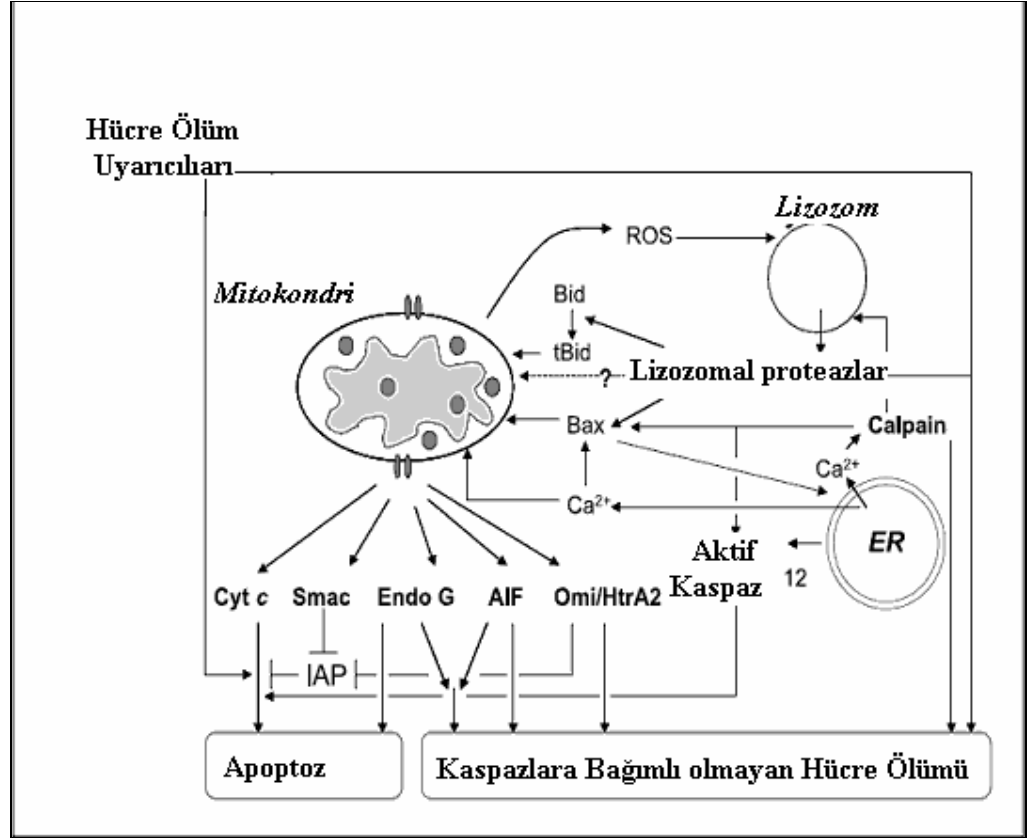 Hücre Ölüm
Uyarıcıları
Lizozom
ROS
Mitokondri
Bid
tBid
?
Lizozomal proteazlar
Bax
Calpain
Ca2+
Ca2+
ER
Aktif
Kaspaz
12
Cyt c
Smac
Endo G
AIF
Omi/HtrA2
IAP
Apoptoz
Kaspazlara Bağımlı olmayan Hücre Ölümü